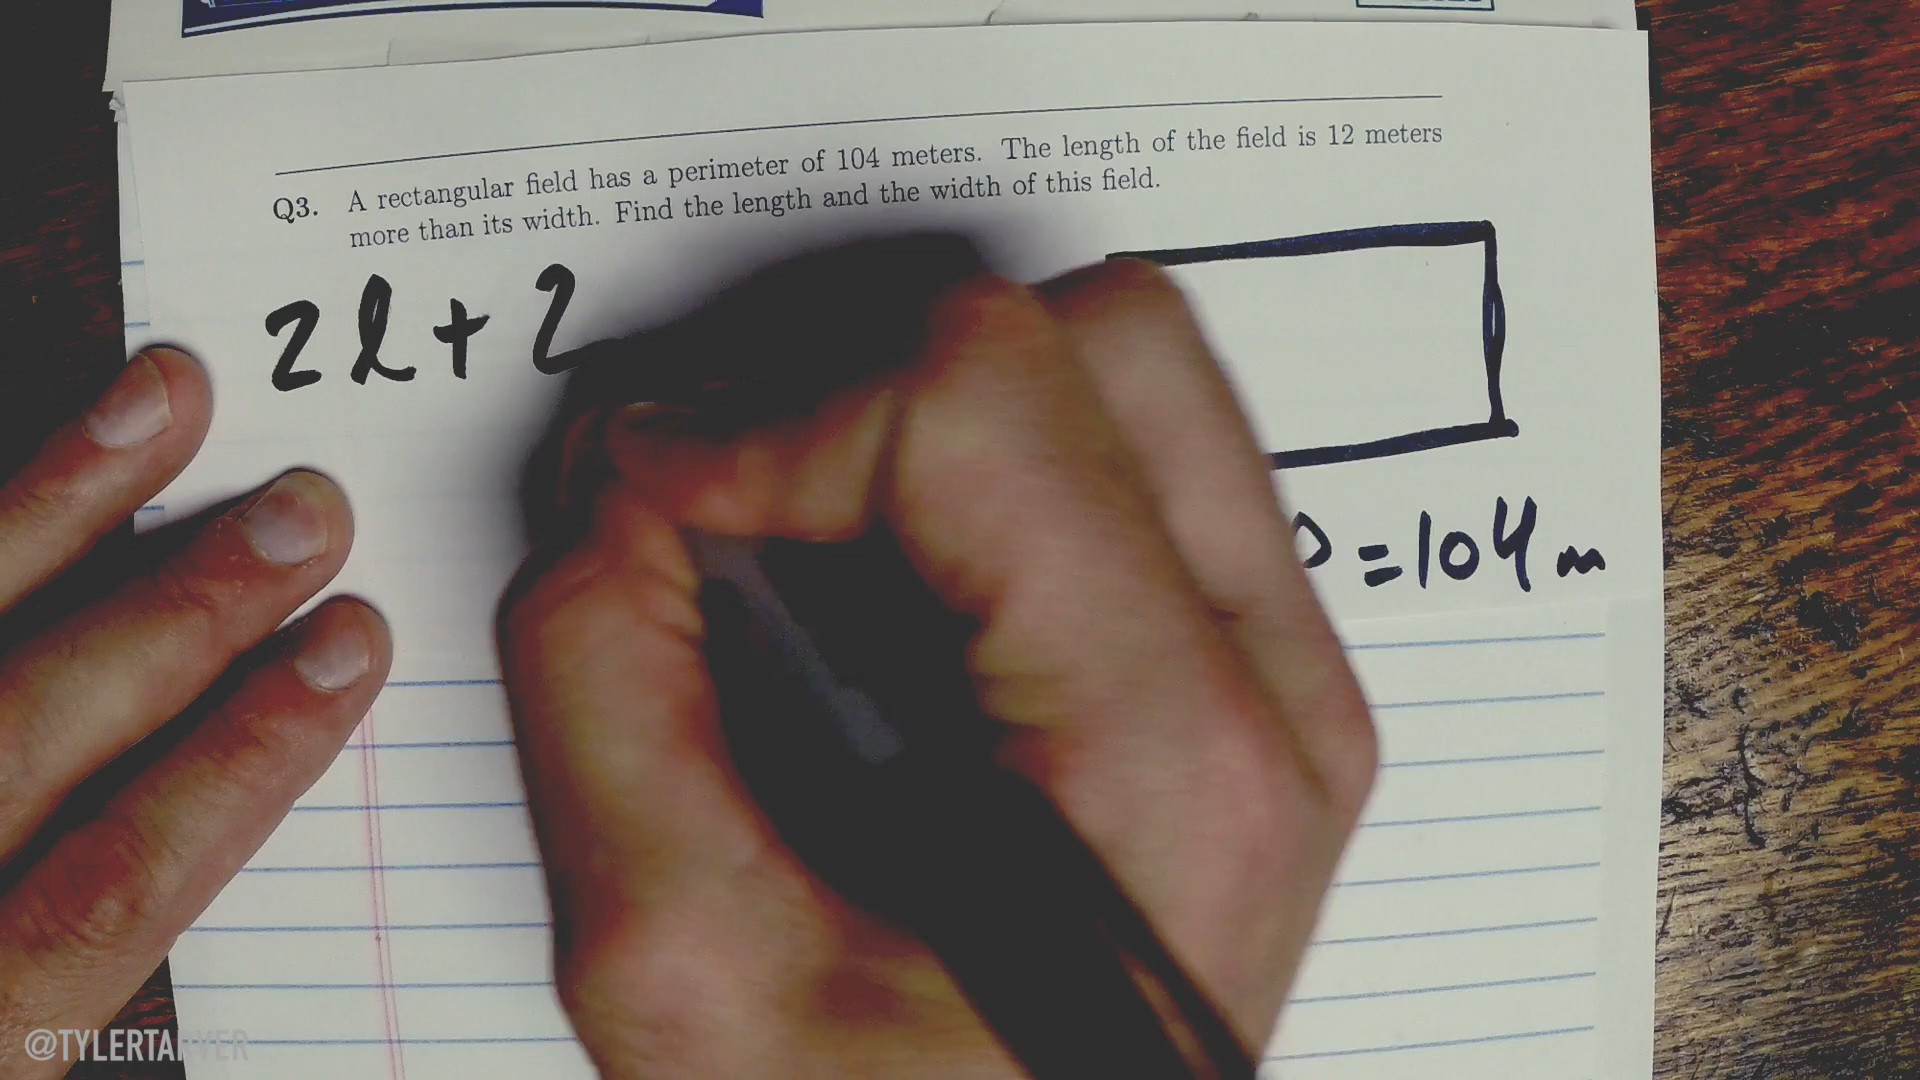 Q3. A rectangular field has a perimeter of 104 meters. The length of the field is 12 meters
more than its width. Find the length and the width of this field.
2l + 2
= 104 m
@TYLERTARVER